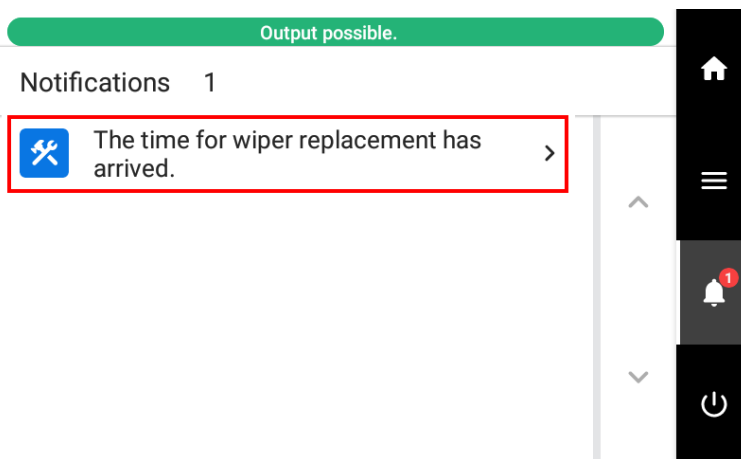 Output possible.
Notifications 1
The time for wiper replacement has
arrived.
1